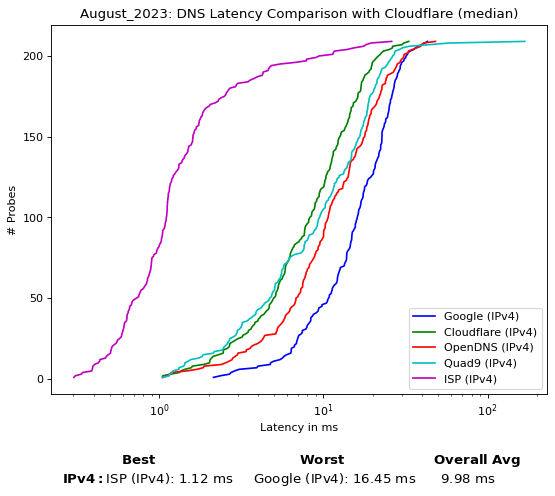 August_2023: DNS Latency Comparison with Cloudflare (median)
200
150
100
50
0
# Probes
Google (IPv4)
Cloudflare (IPv4)
OpenDNS (IPv4)
Quad9 (IPv4)
ISP (IPv4)
10⁰ 10¹ 10²
Latency in ms
Best Worst Overall Avg
IPv4: ISP (IPv4): 1.12 ms Google (IPv4): 16.45 ms 9.98 ms